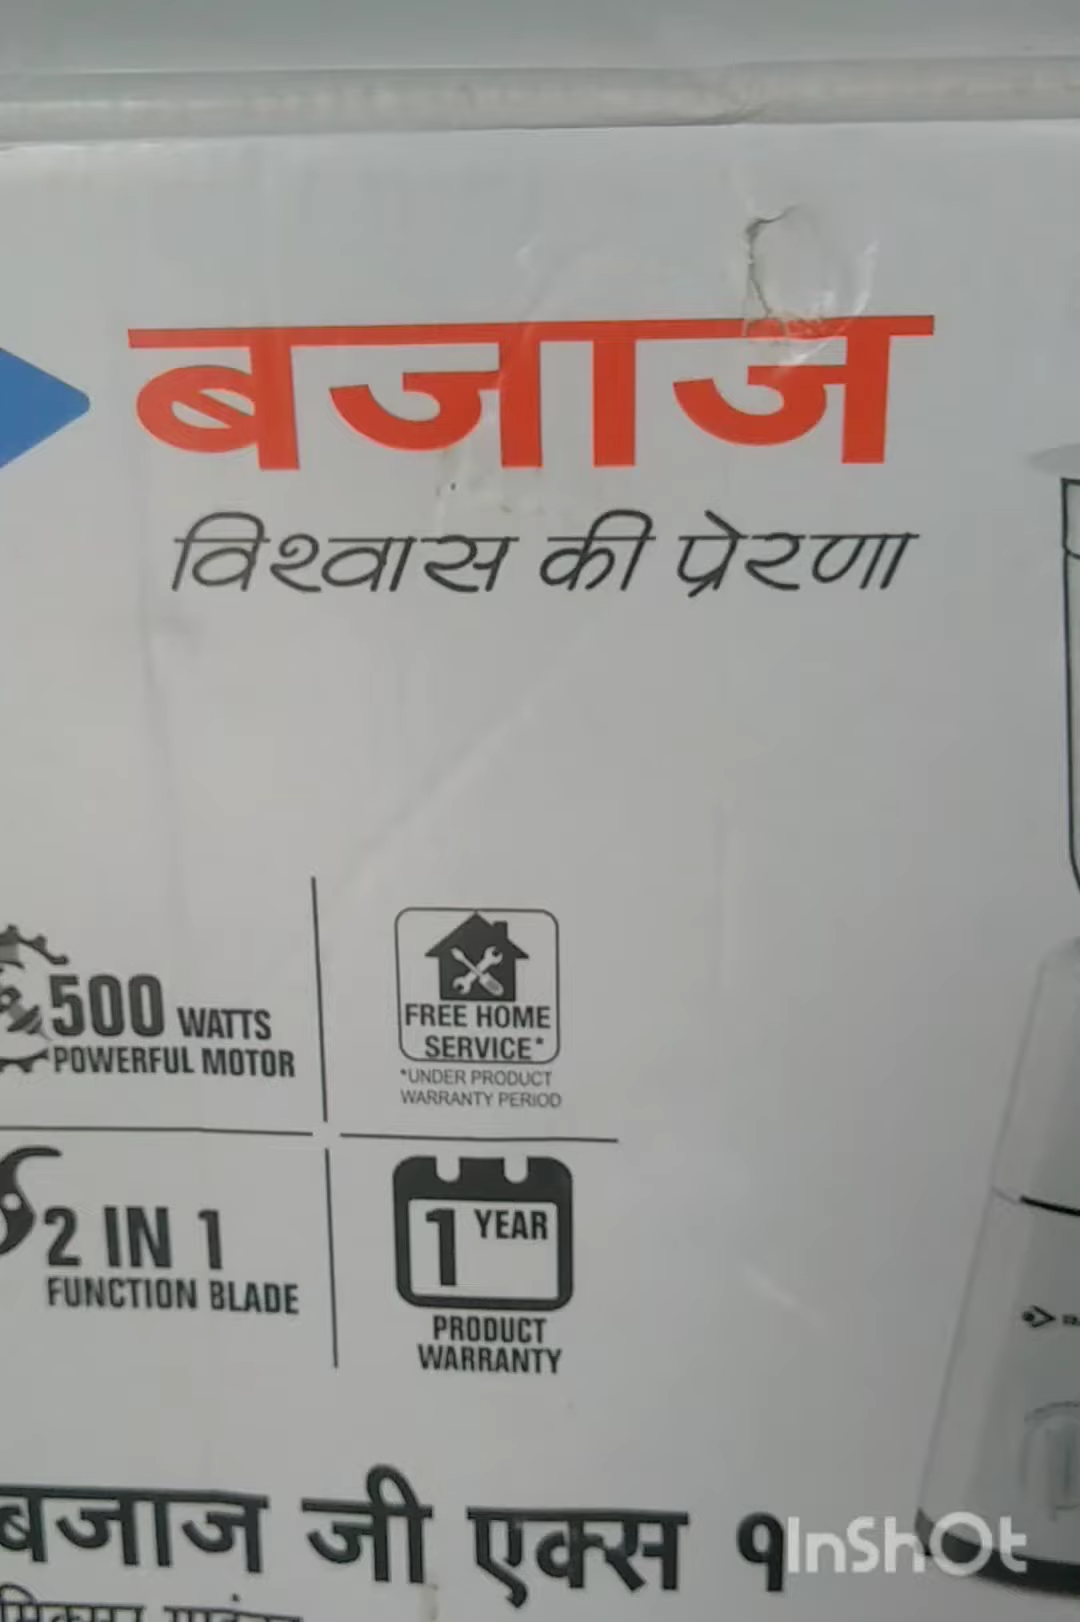 बजाज
विश्वास की प्रेरणा
500 WATTS
POWERFUL MOTOR
FREE HOME
SERVICE*
*UNDER PRODUCT
WARRANTY PERIOD
2 IN 1
FUNCTION BLADE
1 YEAR
PRODUCT
WARRANTY
बजाज जी एक्स १
InShOt